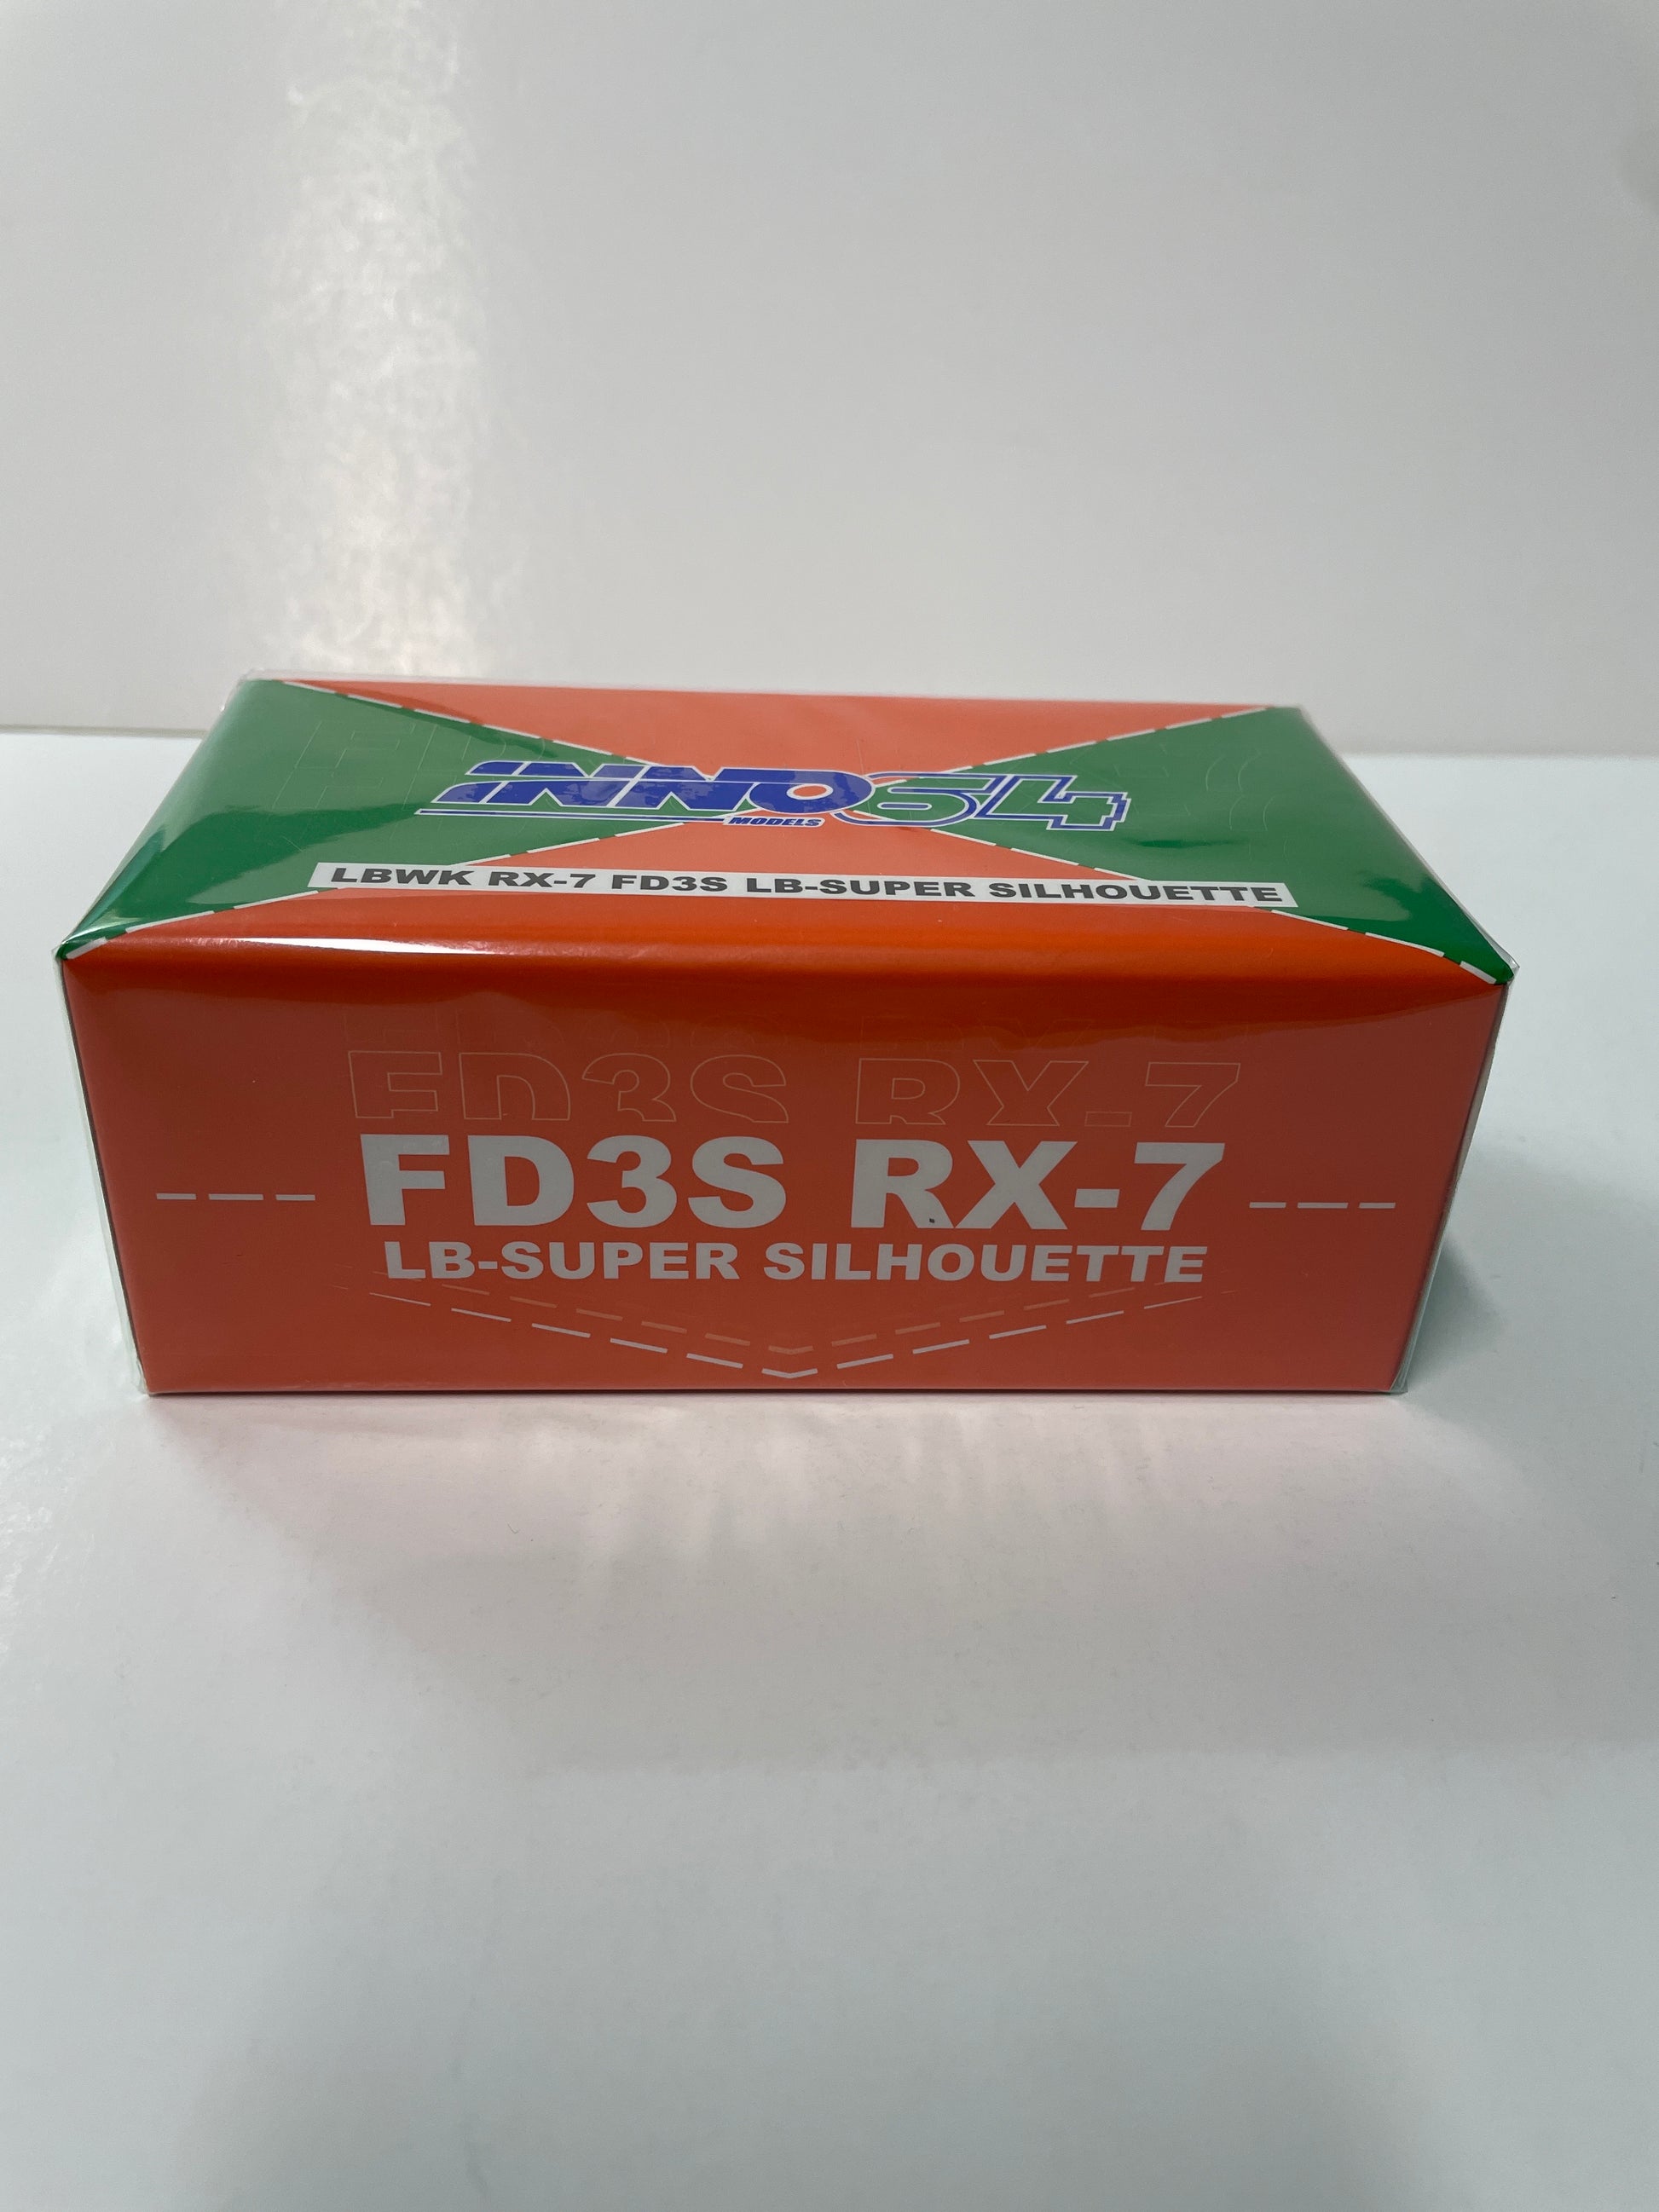 INNO64
MODELS
LBWK RX-7 FD3S LB-SUPER SILHOUETTE
FD3S RX-7
FD3S RX-7
LB-SUPER SILHOUETTE